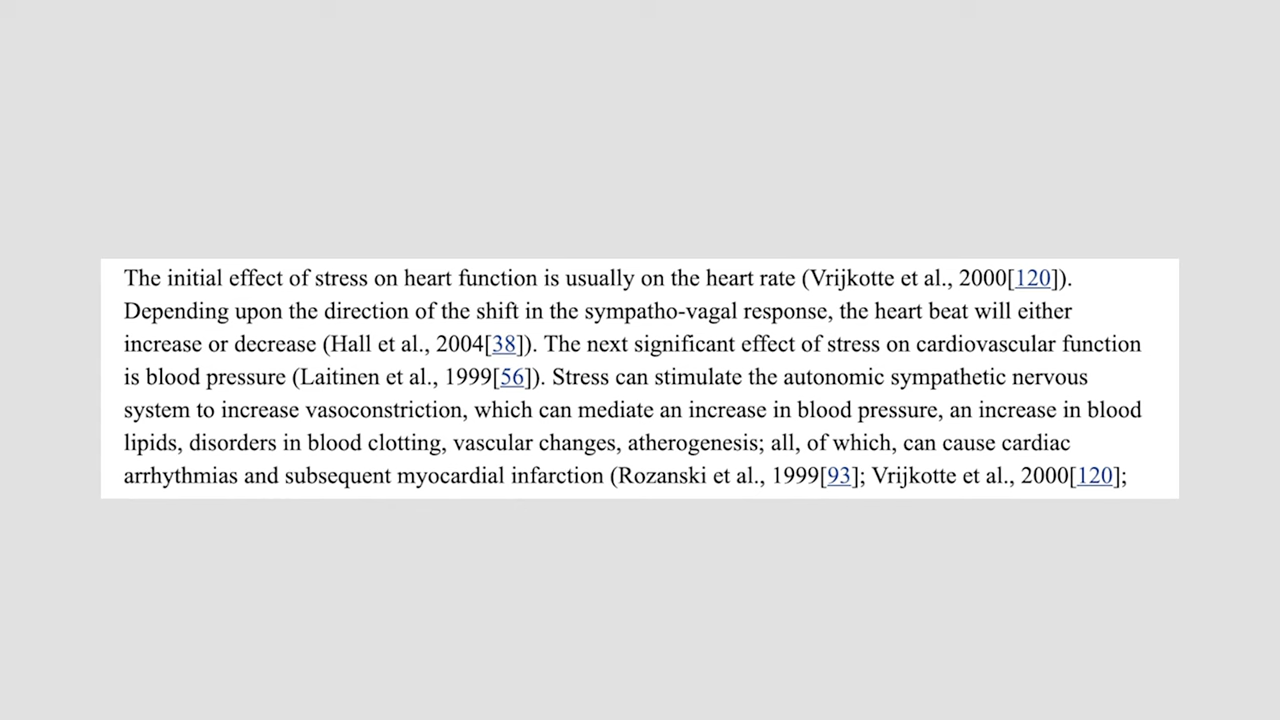 The initial effect of stress on heart function is usually on the heart rate (Vrijkotte et al., 2000[120]).
Depending upon the direction of the shift in the sympatho-vagal response, the heart beat will either
increase or decrease (Hall et al., 2004[38]). The next significant effect of stress on cardiovascular function
is blood pressure (Laitinen et al., 1999[56]). Stress can stimulate the autonomic sympathetic nervous
system to increase vasoconstriction, which can mediate an increase in blood pressure, an increase in blood
lipids, disorders in blood clotting, vascular changes, atherogenesis; all, of which, can cause cardiac
arrhythmias and subsequent myocardial infarction (Rozanski et al., 1999[93]; Vrijkotte et al., 2000[120];